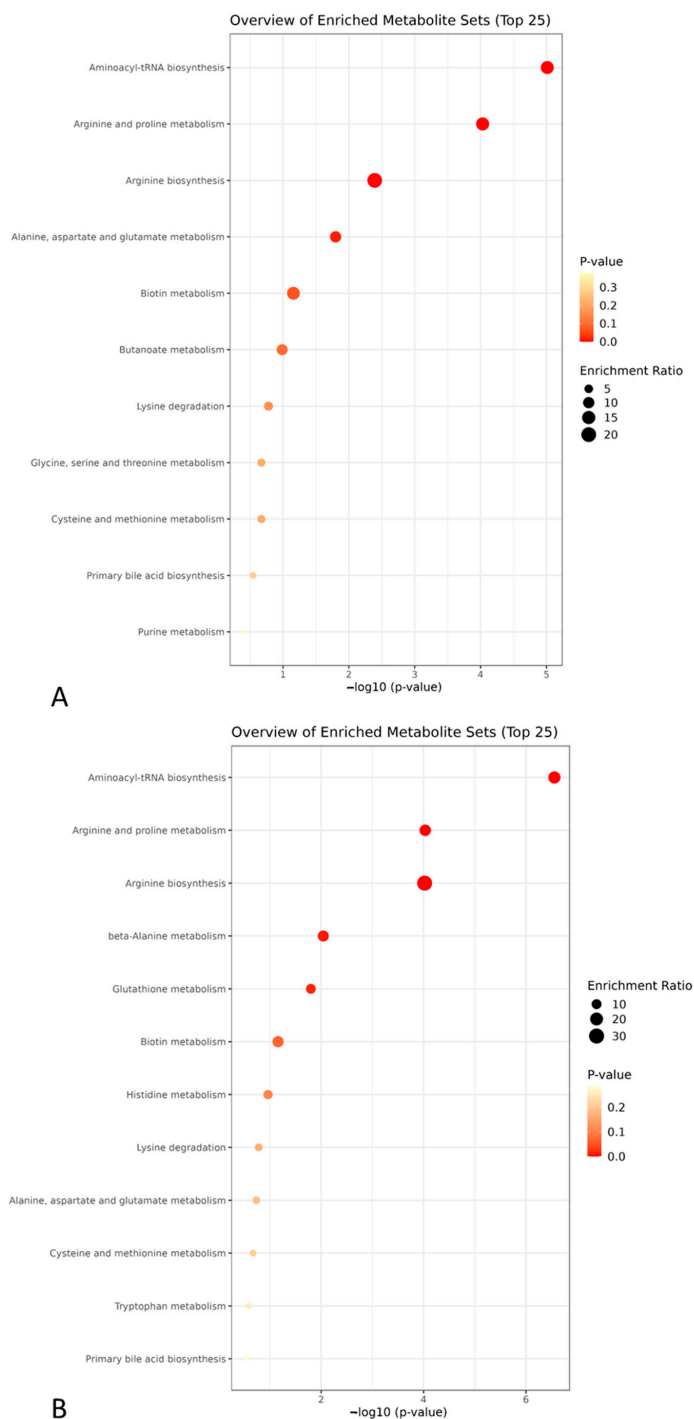 Overview of Enriched Metabolite Sets (Top 25)
Aminoacyl-tRNA biosynthesis
Arginine and proline metabolism
Arginine biosynthesis
Alanine, aspartate and glutamate metabolism
Biotin metabolism
Butanoate metabolism
Lysine degradation
Glycine, serine and threonine metabolism
Cysteine and methionine metabolism
Primary bile acid biosynthesis
Purine metabolism
1 2 3 4 5
−log10 (p-value)
P-value
0.3
0.2
0.1
0.0
Enrichment Ratio
5
10
15
20
A
Overview of Enriched Metabolite Sets (Top 25)
Aminoacyl-tRNA biosynthesis
Arginine and proline metabolism
Arginine biosynthesis
beta-Alanine metabolism
Glutathione metabolism
Biotin metabolism
Histidine metabolism
Lysine degradation
Alanine, aspartate and glutamate metabolism
Cysteine and methionine metabolism
Tryptophan metabolism
Primary bile acid biosynthesis
2 4 6
−log10 (p-value)
Enrichment Ratio
10
20
30
P-value
0.2
0.1
0.0
B